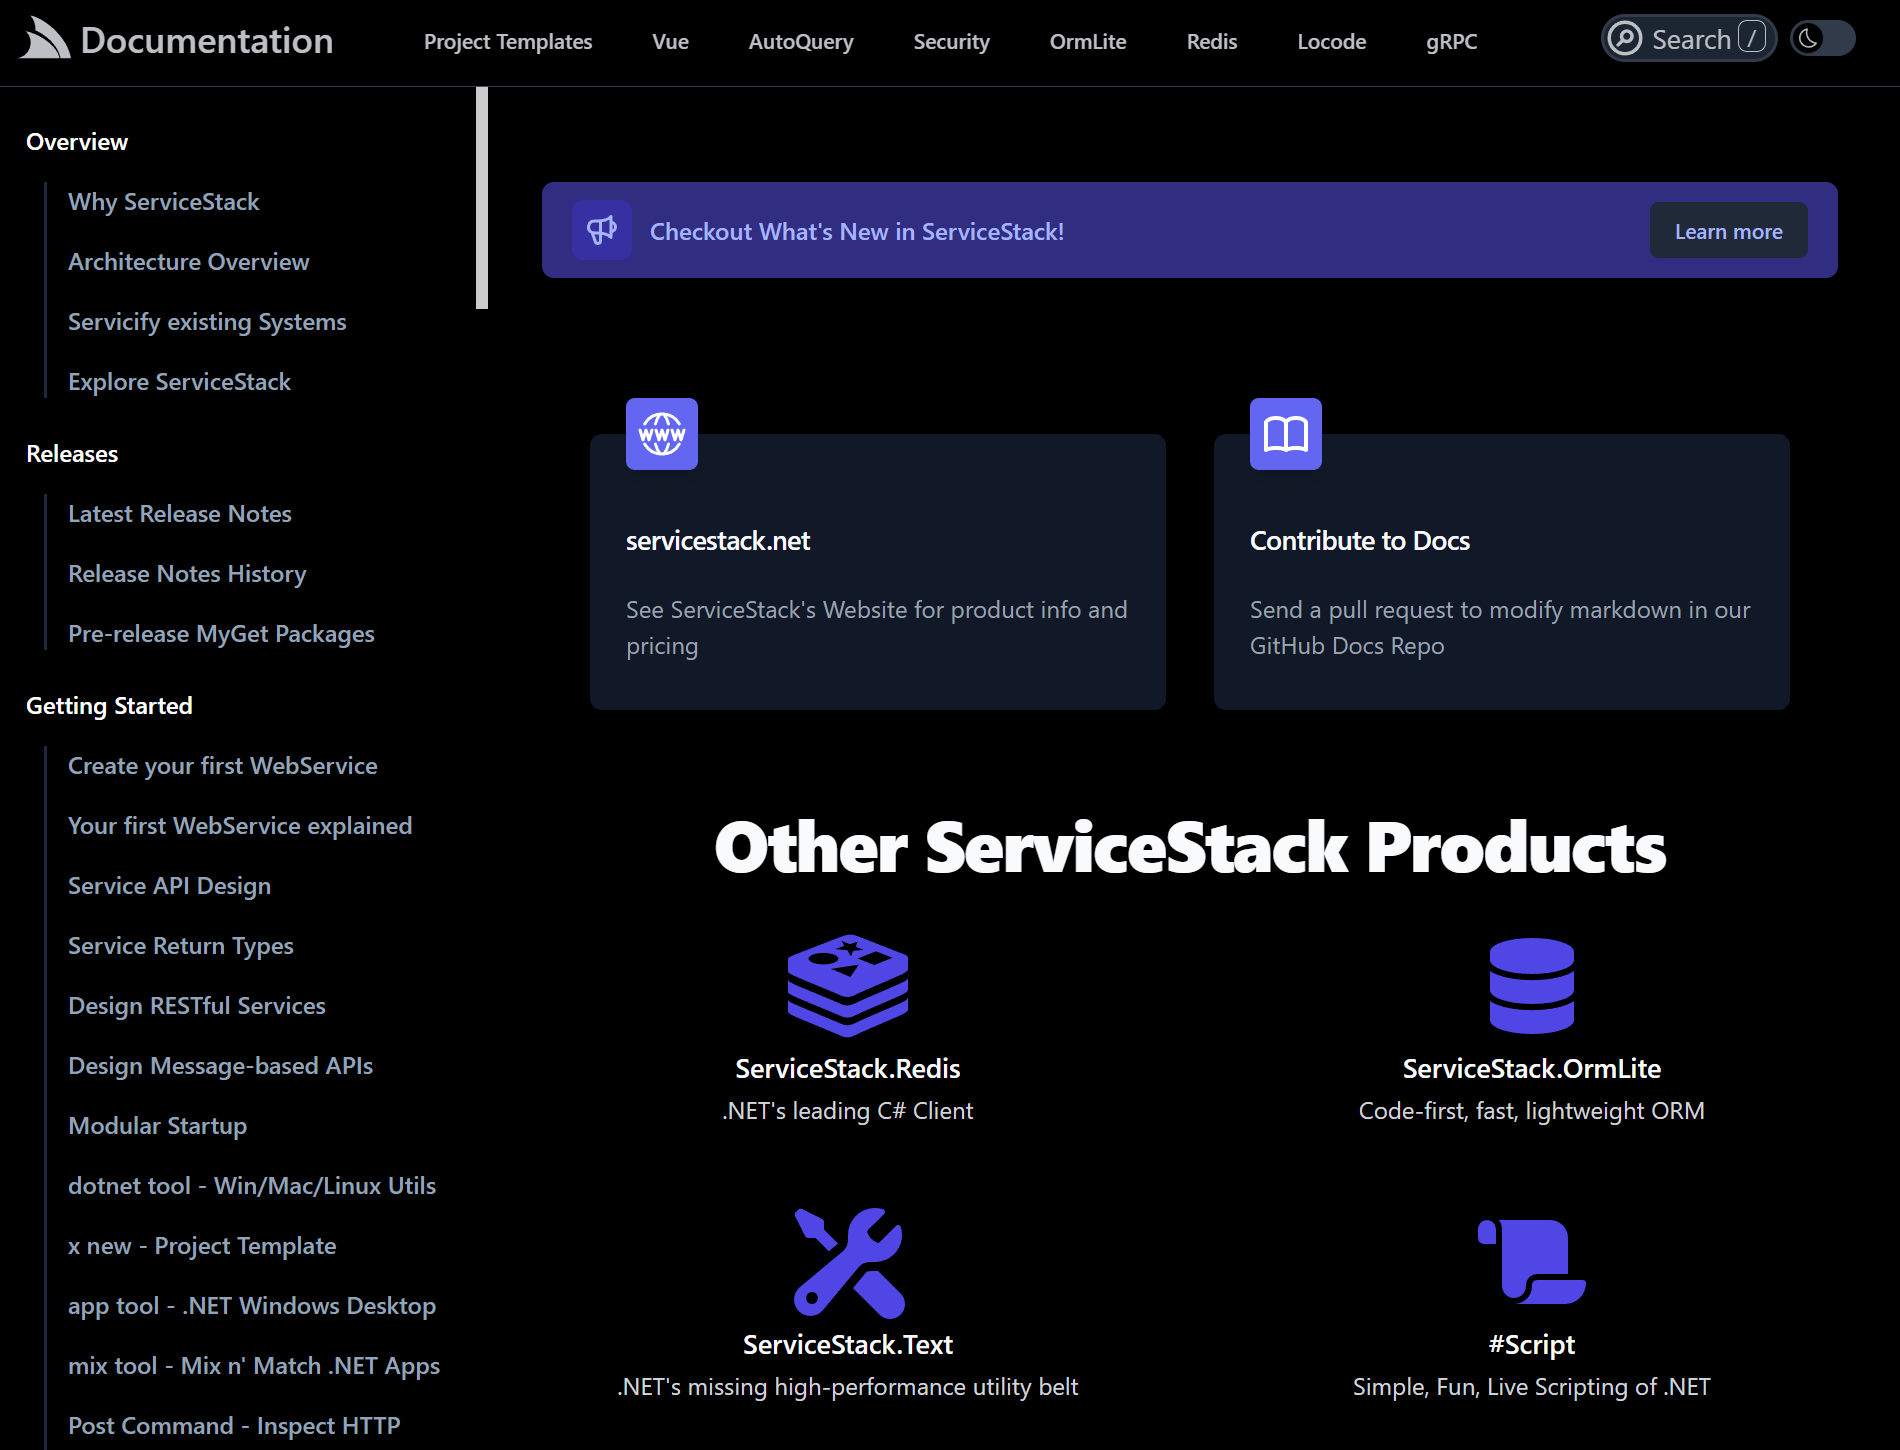 Documentation
Project Templates
Vue
AutoQuery
Security
OrmLite
Redis
Locode
gRPC
Search /
Overview
Why ServiceStack
Architecture Overview
Servicify existing Systems
Explore ServiceStack
Releases
Latest Release Notes
Release Notes History
Pre-release MyGet Packages
Getting Started
Create your first WebService
Your first WebService explained
Service API Design
Service Return Types
Design RESTful Services
Design Message-based APIs
Modular Startup
dotnet tool - Win/Mac/Linux Utils
x new - Project Template
app tool - .NET Windows Desktop
mix tool - Mix n' Match .NET Apps
Post Command - Inspect HTTP
Checkout What's New in ServiceStack!
Learn more
WWW
servicestack.net
See ServiceStack's Website for product info and
pricing
Contribute to Docs
Send a pull request to modify markdown in our
GitHub Docs Repo
Other ServiceStack Products
ServiceStack.Redis
.NET's leading C# Client
ServiceStack.OrmLite
Code-first, fast, lightweight ORM
ServiceStack.Text
.NET's missing high-performance utility belt
#Script
Simple, Fun, Live Scripting of .NET